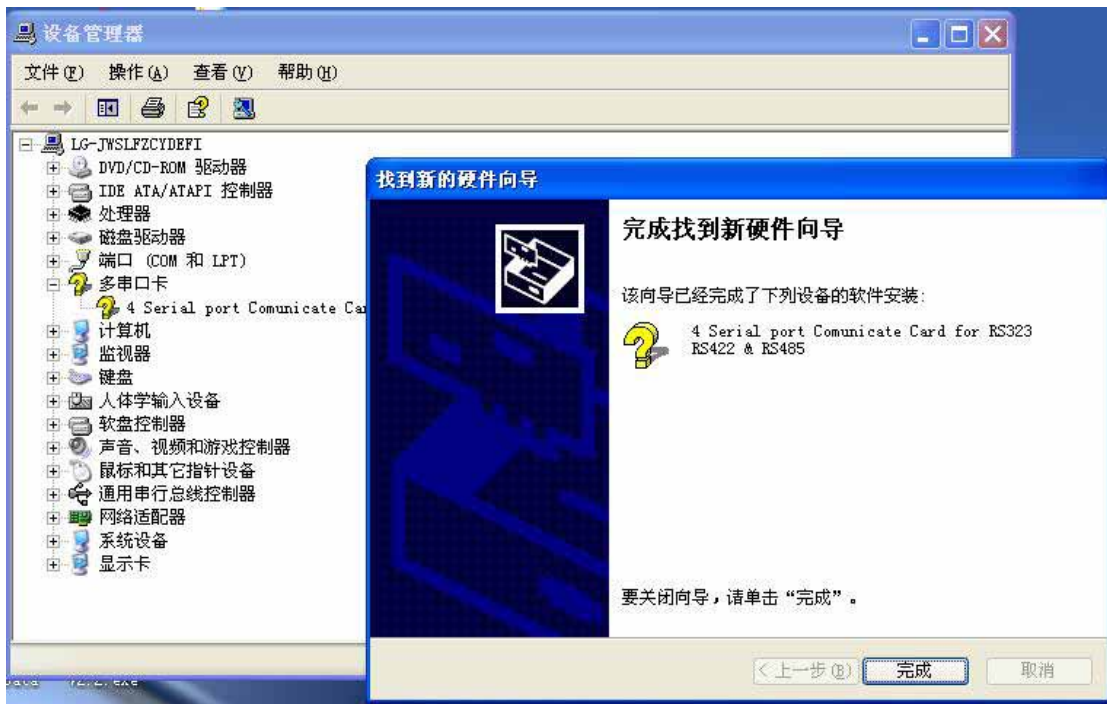 设备管理器
文件(F) 操作(A) 查看(V) 帮助(H)
LG-JWSLFZCYDEFI
DVD/CD-ROM 驱动器
IDE ATA/ATAPI 控制器
处理器
磁盘驱动器
端口 (COM 和 LPT)
多串口卡
4 Serial port Comunicate Ca
计算机
监视器
键盘
人体学输入设备
软盘控制器
声音、视频和游戏控制器
鼠标和其它指针设备
通用串行总线控制器
网络适配器
系统设备
显示卡
找到新的硬件向导
完成找到新硬件向导
该向导已经完成了下列设备的软件安装:
4 Serial port Comunicate Card for RS323
RS422 & RS485
要关闭向导，请单击“完成”。
<上一步(B) 完成 取消